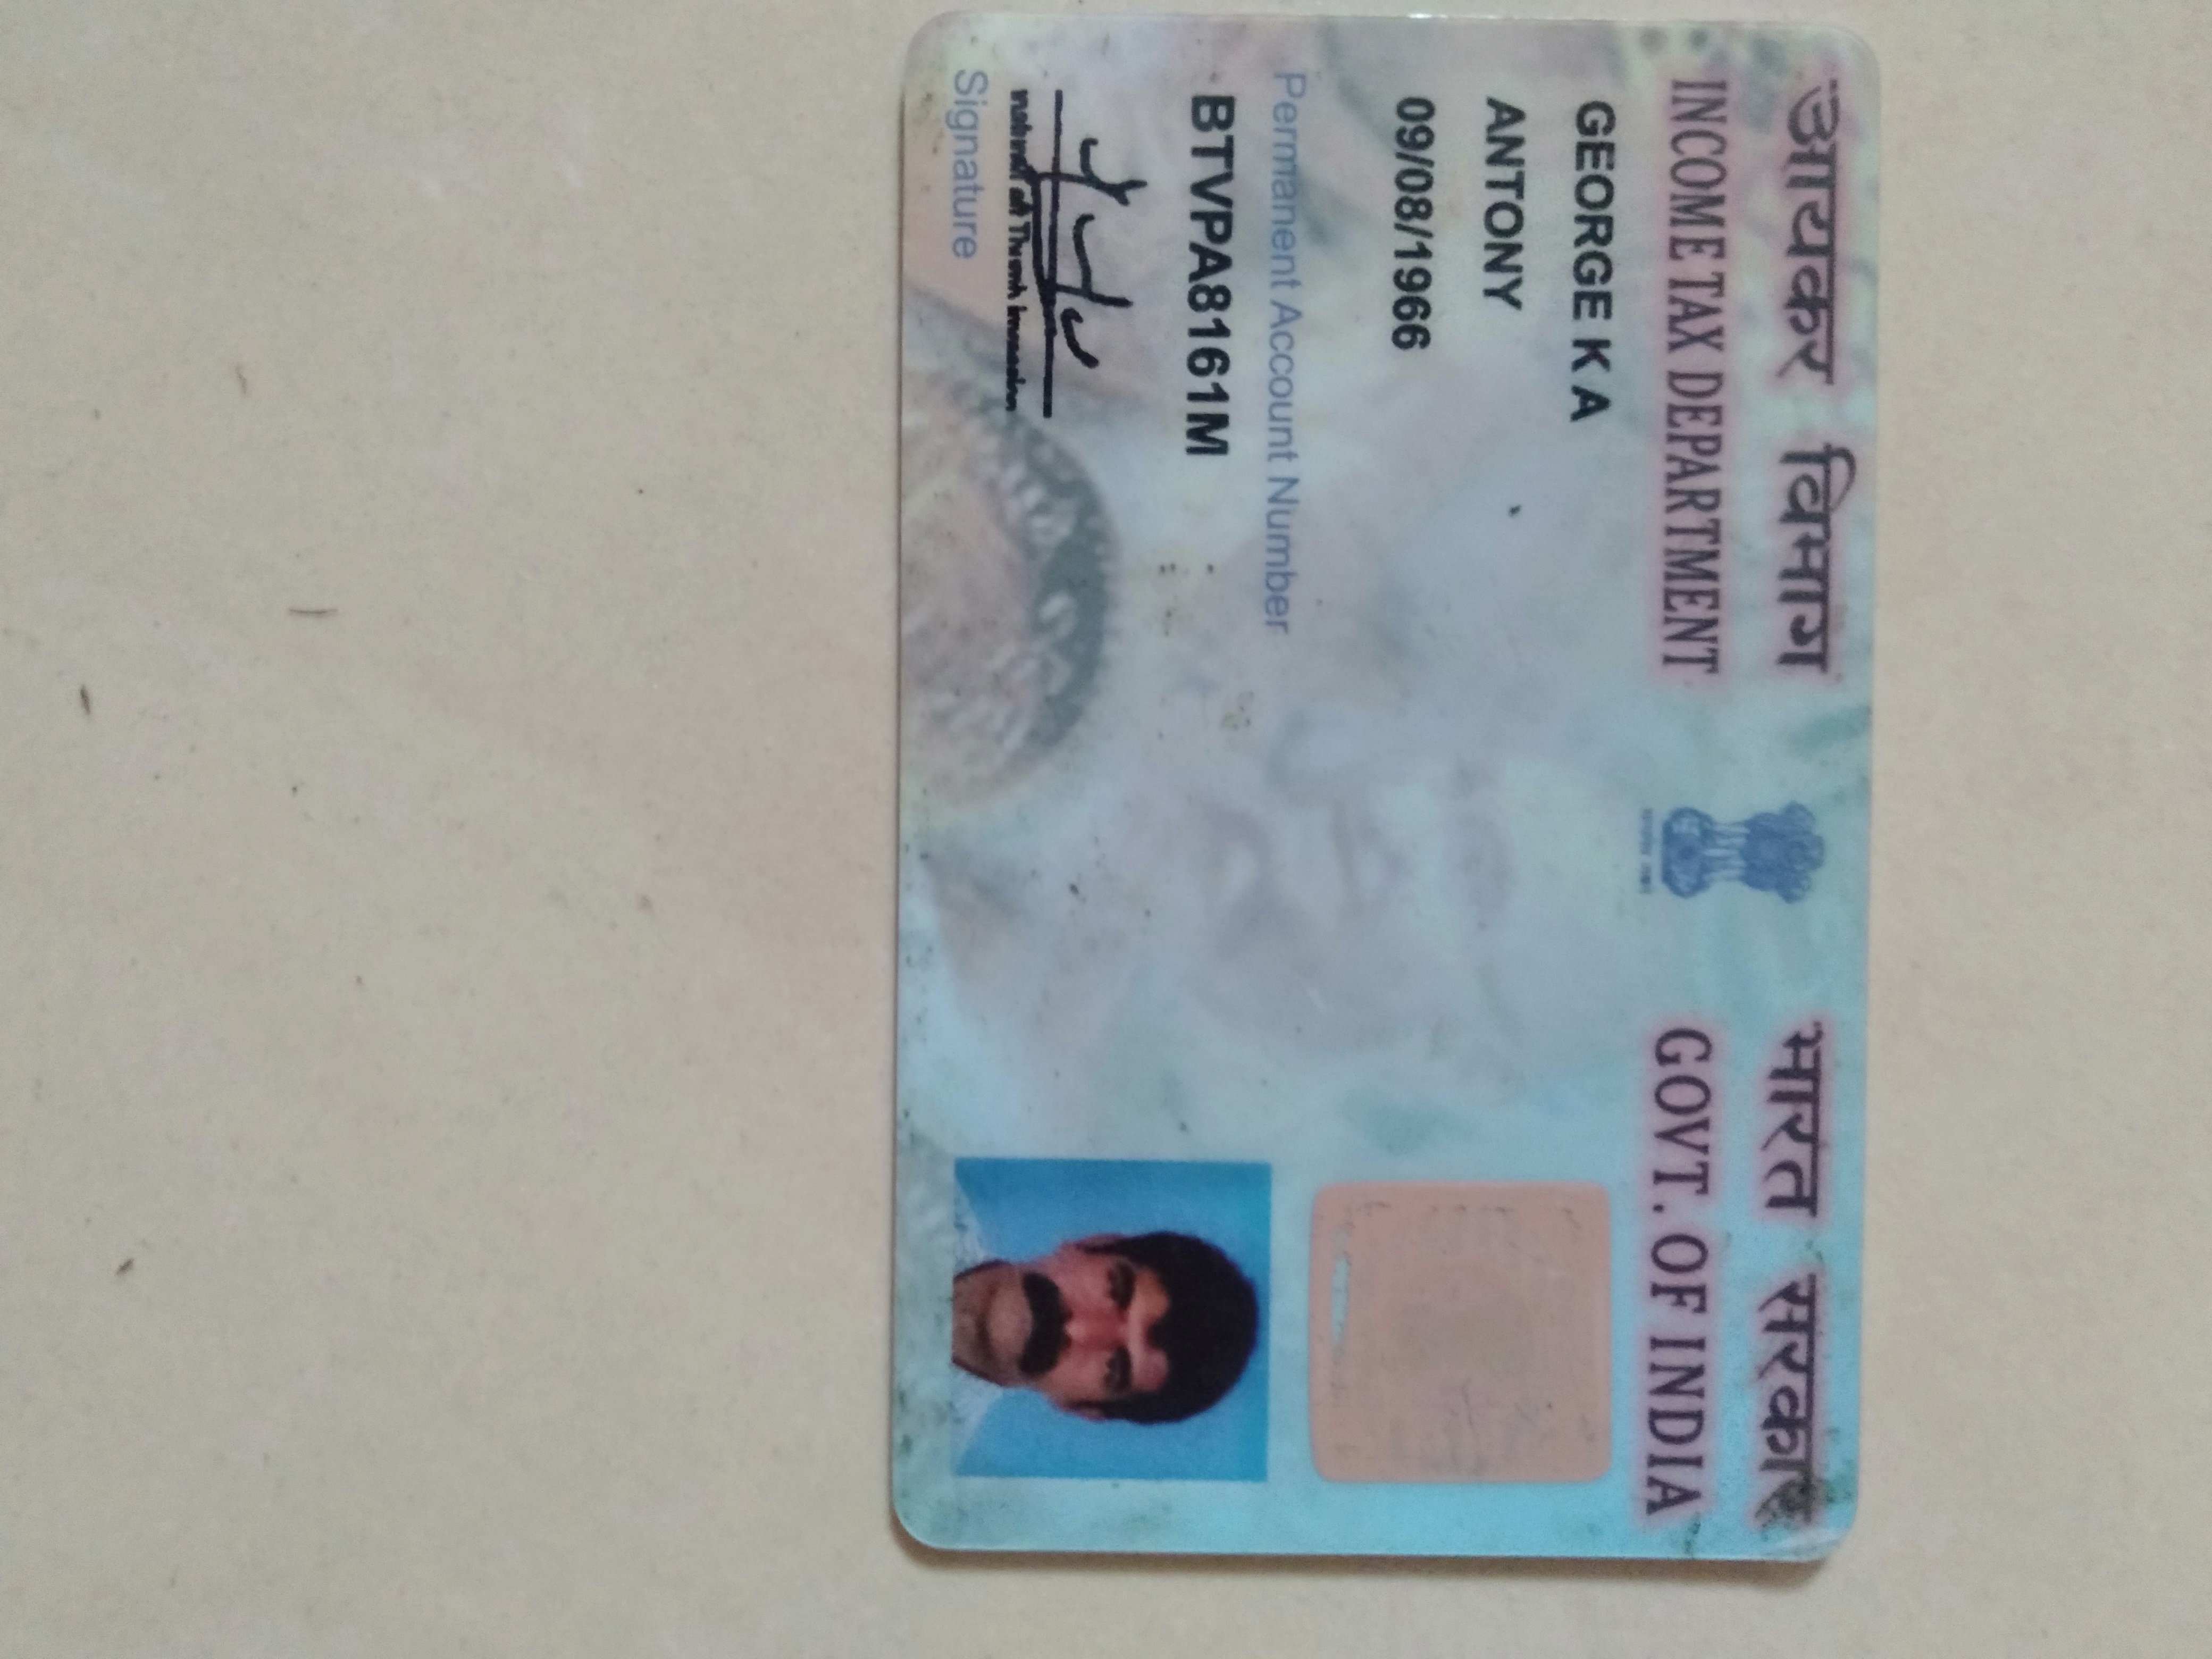 आयकर विभाग भारत सरकार
INCOME TAX DEPARTMENT GOVT. OF INDIA
GEORGE K A
ANTONY
09/08/1966
Permanent Account Number
BTVPA8161M
Signature